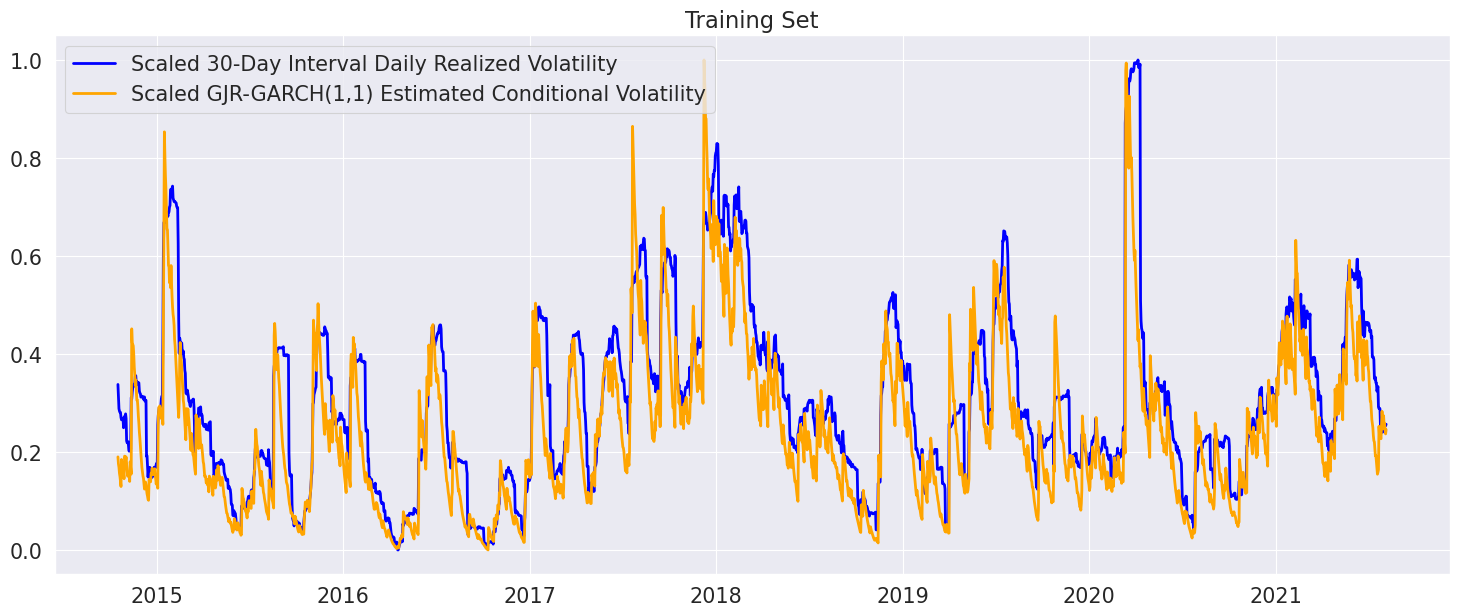 Training Set
Scaled 30-Day Interval Daily Realized Volatility
Scaled GJR-GARCH(1,1) Estimated Conditional Volatility
1.0
0.8
0.6
0.4
0.2
0.0
2015 2016 2017 2018 2019 2020 2021